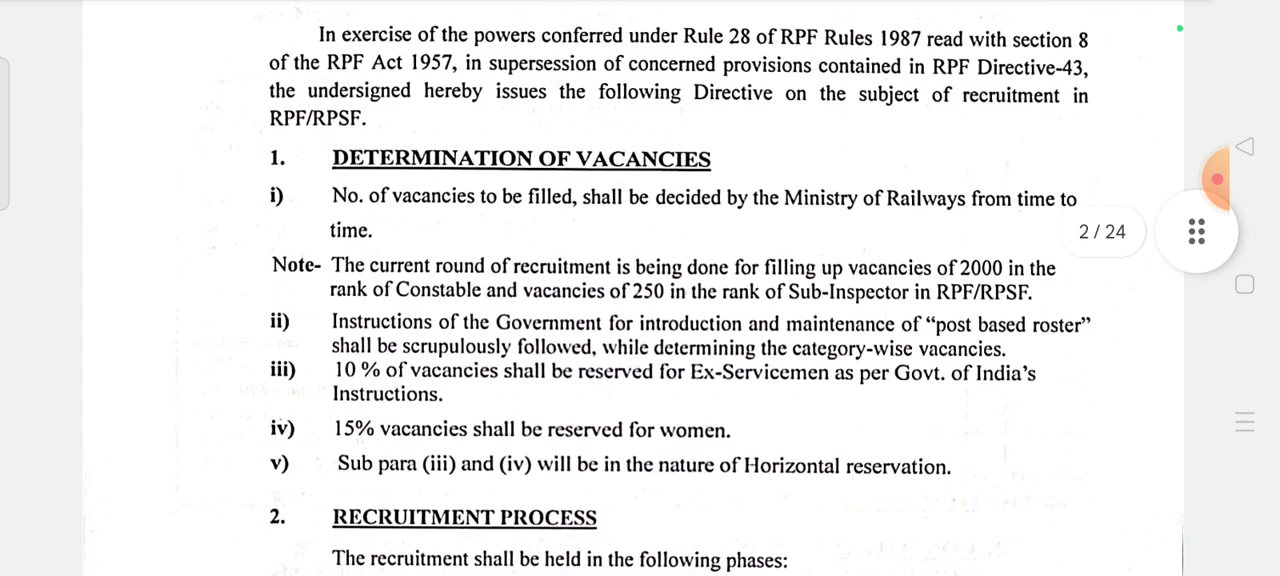 In exercise of the powers conferred under Rule 28 of RPF Rules 1987 read with section 8
of the RPF Act 1957, in supersession of concerned provisions contained in RPF Directive-43,
the undersigned hereby issues the following Directive on the subject of recruitment in
RPF/RPSF.
1. DETERMINATION OF VACANCIES
i) No. of vacancies to be filled, shall be decided by the Ministry of Railways from time to
time.
2 / 24
Note- The current round of recruitment is being done for filling up vacancies of 2000 in the
rank of Constable and vacancies of 250 in the rank of Sub-Inspector in RPF/RPSF.
ii) Instructions of the Government for introduction and maintenance of “post based roster”
shall be scrupulously followed, while determining the category-wise vacancies.
iii) 10 % of vacancies shall be reserved for Ex-Servicemen as per Govt. of India’s
Instructions.
iv) 15% vacancies shall be reserved for women.
v) Sub para (iii) and (iv) will be in the nature of Horizontal reservation.
2. RECRUITMENT PROCESS
The recruitment shall be held in the following phases: